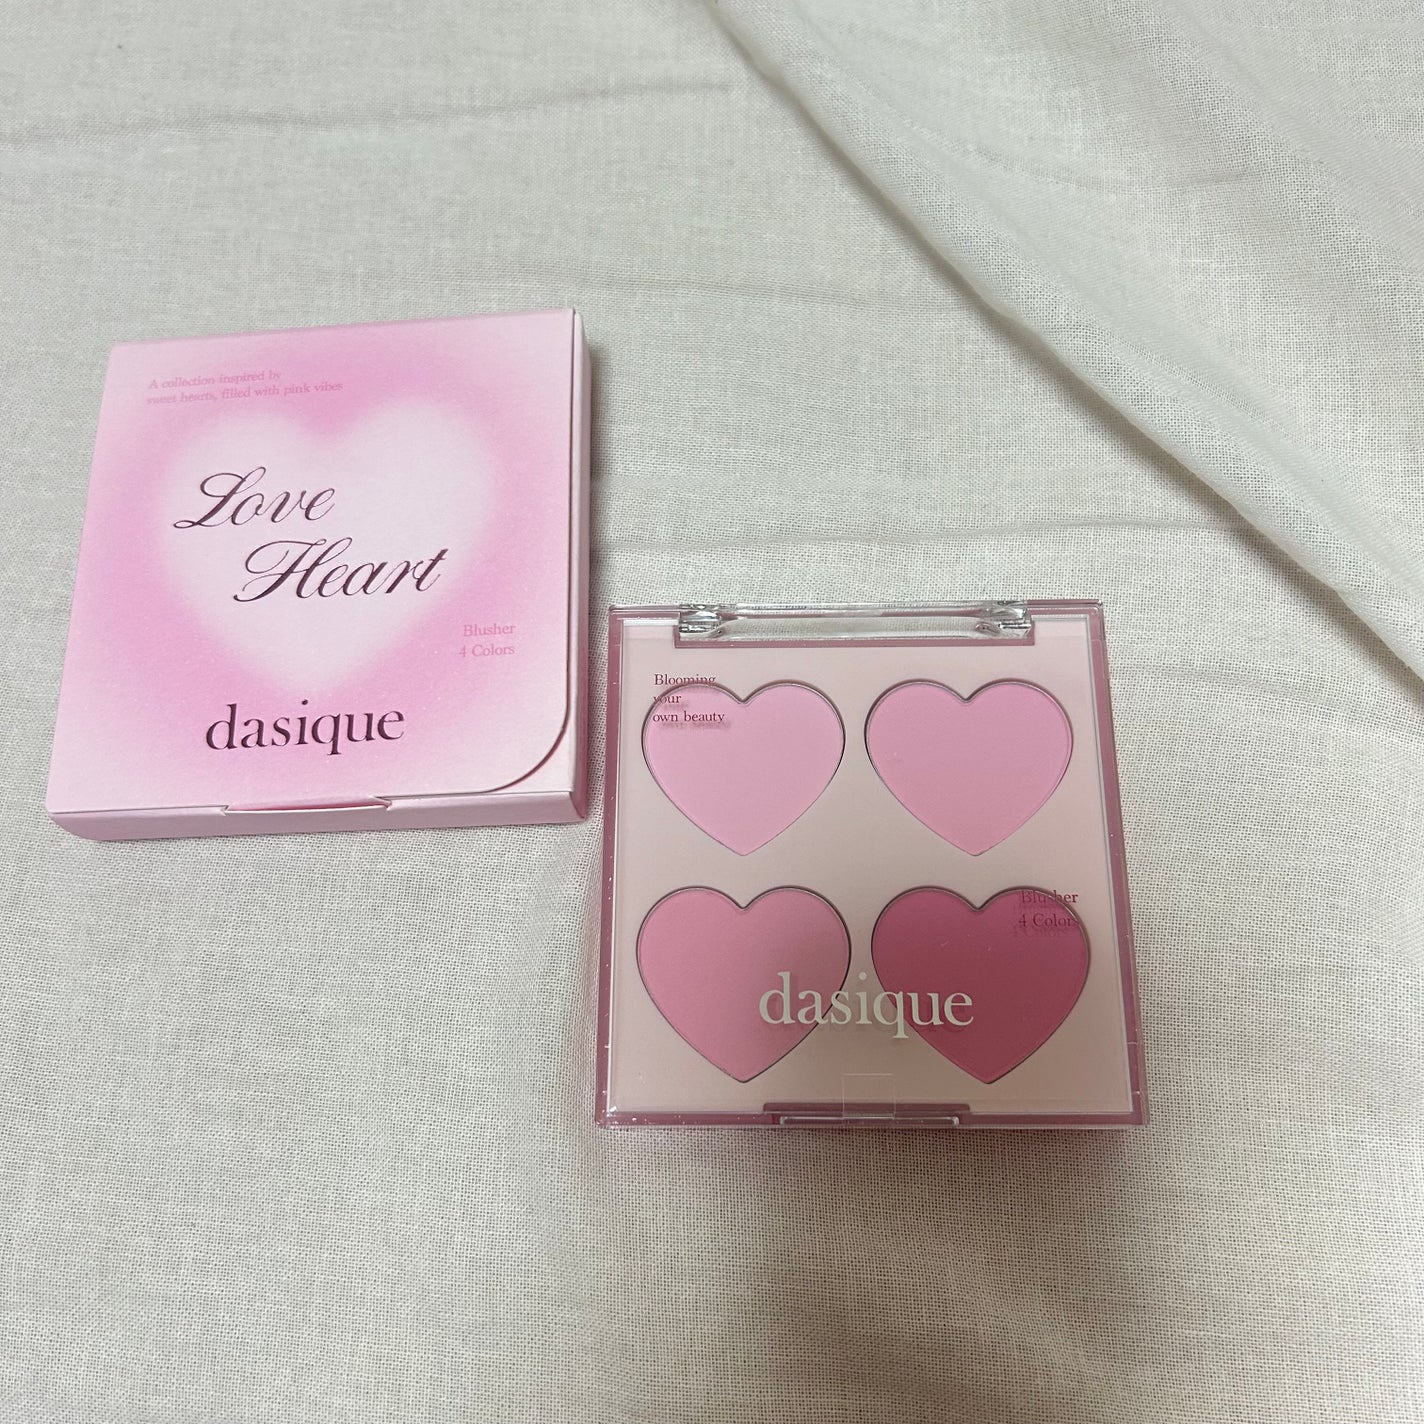 A collection inspired by
sweet hearts, filled with pink vibes
Love
Heart
Blusher
4 Colors
dasique
Blooming
your
own beauty
Blusher
4 Colors
dasique